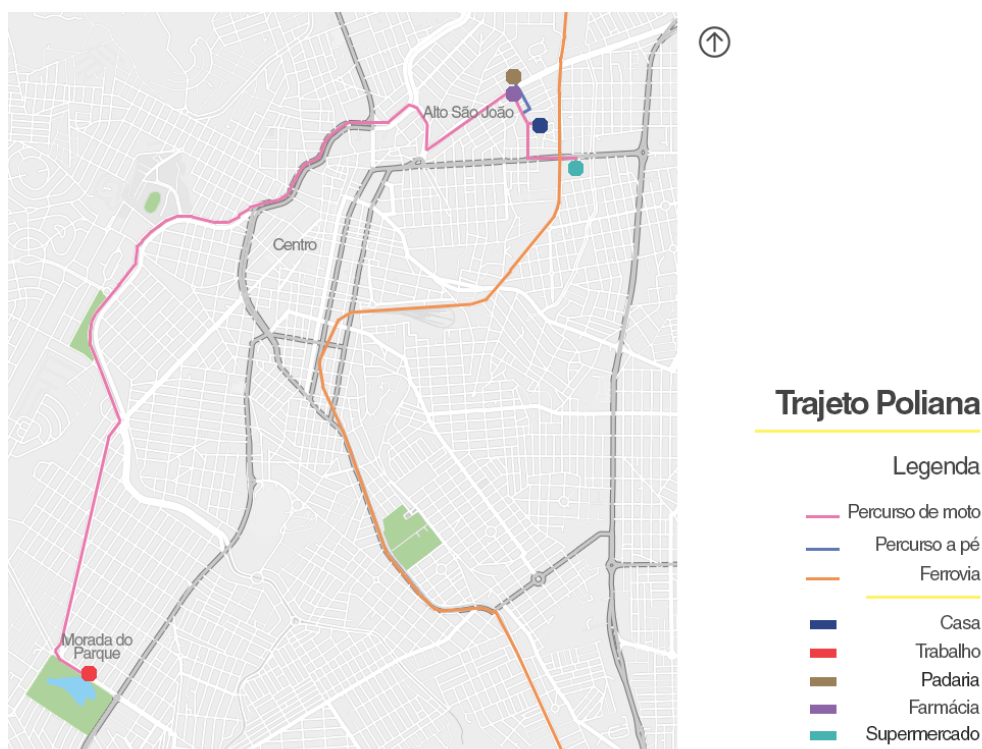 Alto São João
Centro
Morada do
Parque
Trajeto Poliana
Legenda
Percurso de moto
Percurso a pé
Ferrovia
Casa
Trabalho
Padaria
Farmácia
Supermercado